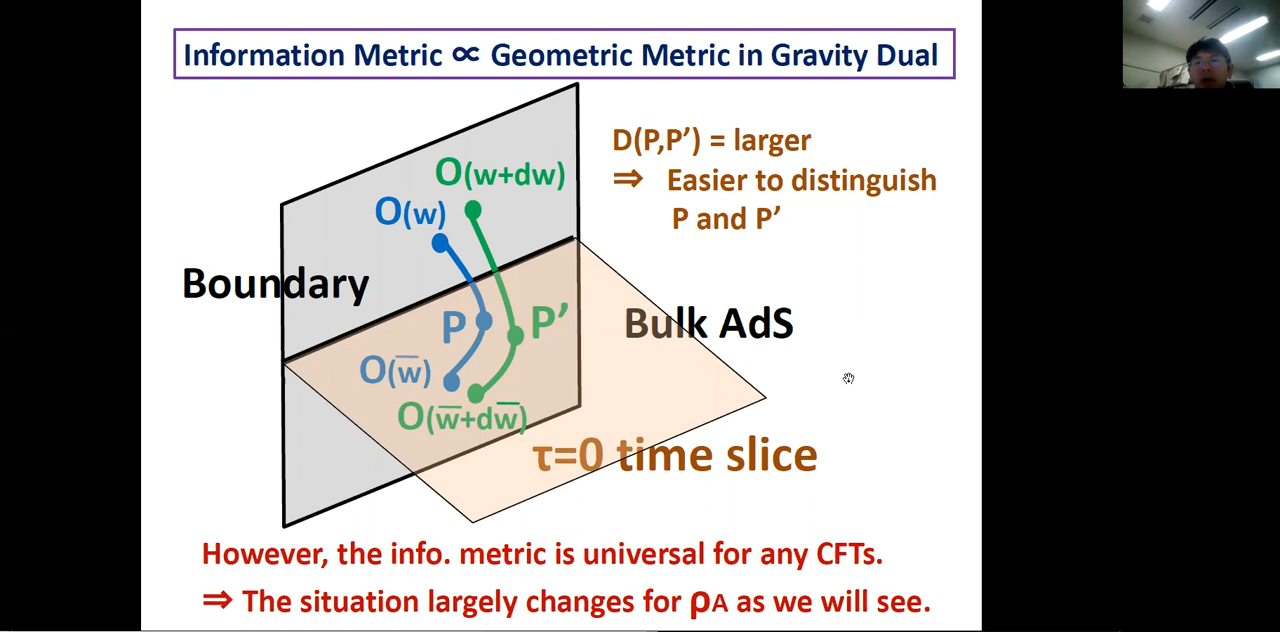 Information Metric ∝ Geometric Metric in Gravity Dual
D(P,P’) = larger
⇒ Easier to distinguish
P and P’
O(w+dw)
O(w)
Boundary
P
P’
Bulk AdS
O(w̅)
O(w̅+dw̅)
τ=0 time slice
However, the info. metric is universal for any CFTs.
⇒ The situation largely changes for ρA as we will see.